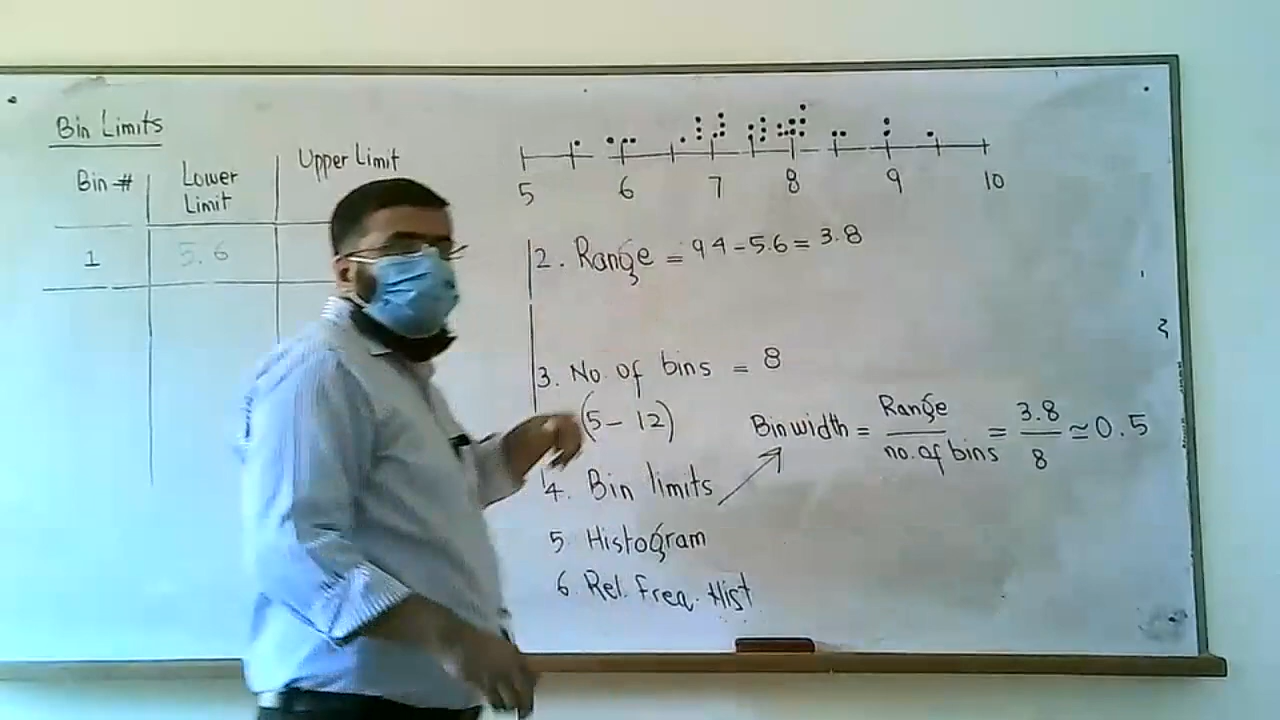 Bin Limits
Bin # Lower Limit Upper Limit
1 5.6
5 6 7 8 9 10
2. Range = 9 4 - 5.6 = 3.8
3. No. of bins = 8
(5 - 12)
Bin width = Range / no. of bins = 3.8 / 8 ≃ 0.5
4. Bin limits
5 Histogram
6. Rel. Freq. Hist